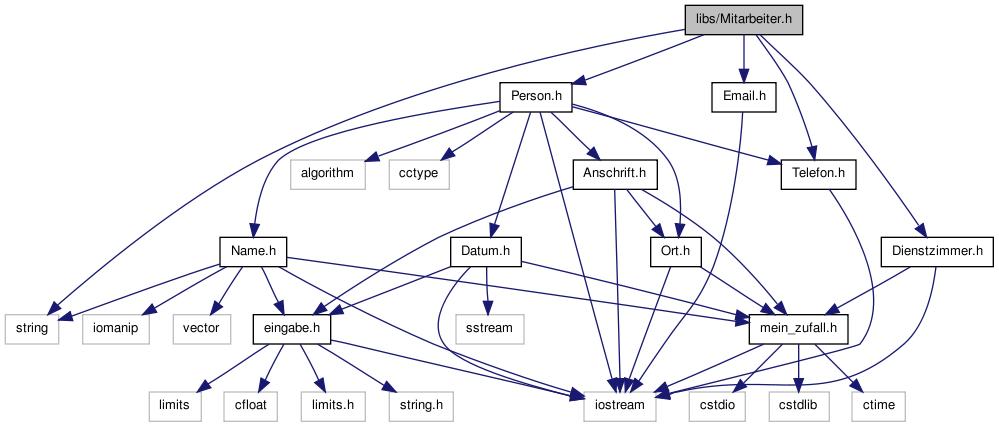 libs/Mitarbeiter.h
Person.h
Email.h
algorithm
cctype
Anschrift.h
Telefon.h
Name.h
Datum.h
Ort.h
Dienstzimmer.h
string
iomanip
vector
eingabe.h
sstream
mein_zufall.h
limits
cfloat
limits.h
string.h
iostream
cstdio
cstdlib
ctime